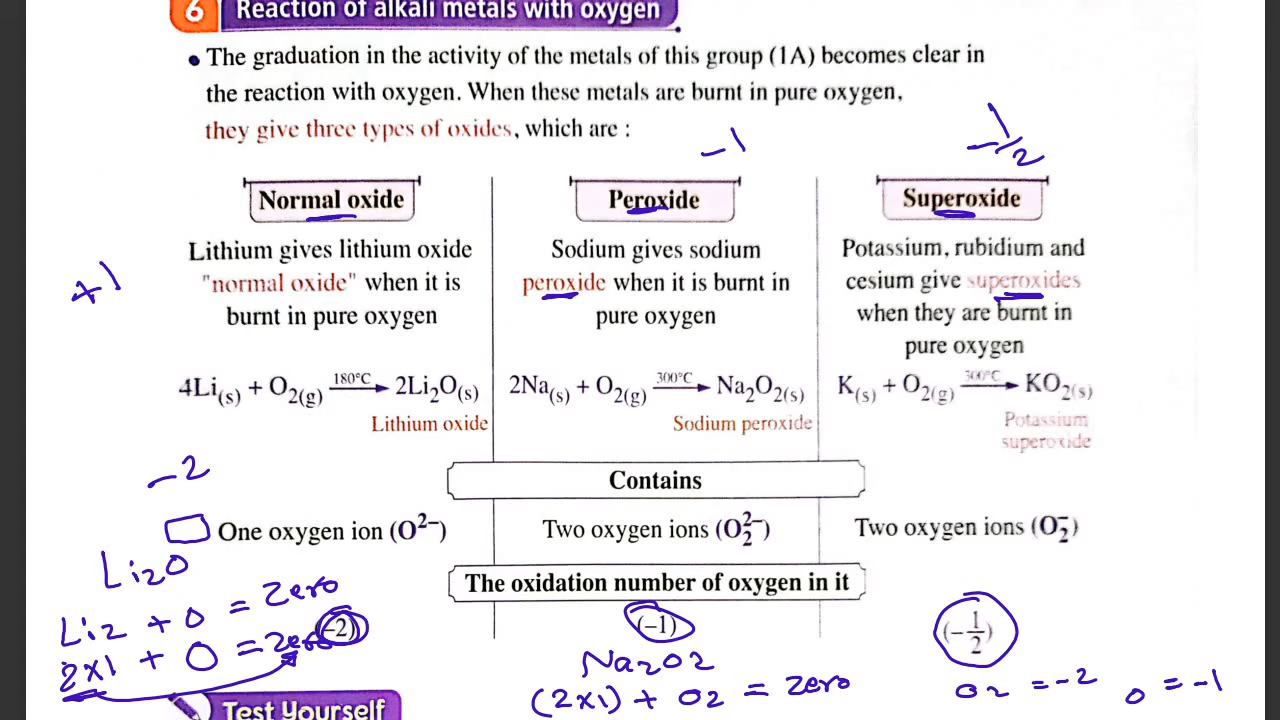 6 Reaction of alkali metals with oxygen
• The graduation in the activity of the metals of this group (1A) becomes clear in
the reaction with oxygen. When these metals are burnt in pure oxygen,
they give three types of oxides, which are :
-1
-1/2
Normal oxide
Lithium gives lithium oxide
"normal oxide" when it is
burnt in pure oxygen
+1
4Li(s) + O2(g) 180°C 2Li2O(s)
Lithium oxide
Peroxide
Sodium gives sodium
peroxide when it is burnt in
pure oxygen
2Na(s) + O2(g) 300°C Na2O2(s)
Sodium peroxide
Superoxide
Potassium, rubidium and
cesium give superoxides
when they are burnt in
pure oxygen
K(s) + O2(g) 300°C KO2(s)
Potassium
superoxide
Contains
-2
One oxygen ion (O²⁻)
Two oxygen ions (O₂²⁻)
Two oxygen ions (O₂⁻)
The oxidation number of oxygen in it
(-2)
(-1)
(-1/2)
Li2O
Li2 + O = Zero
2x1 + O = Zero
Na2O2
(2x1) + O2 = Zero
O2 = -2
O = -1
Test Yourself